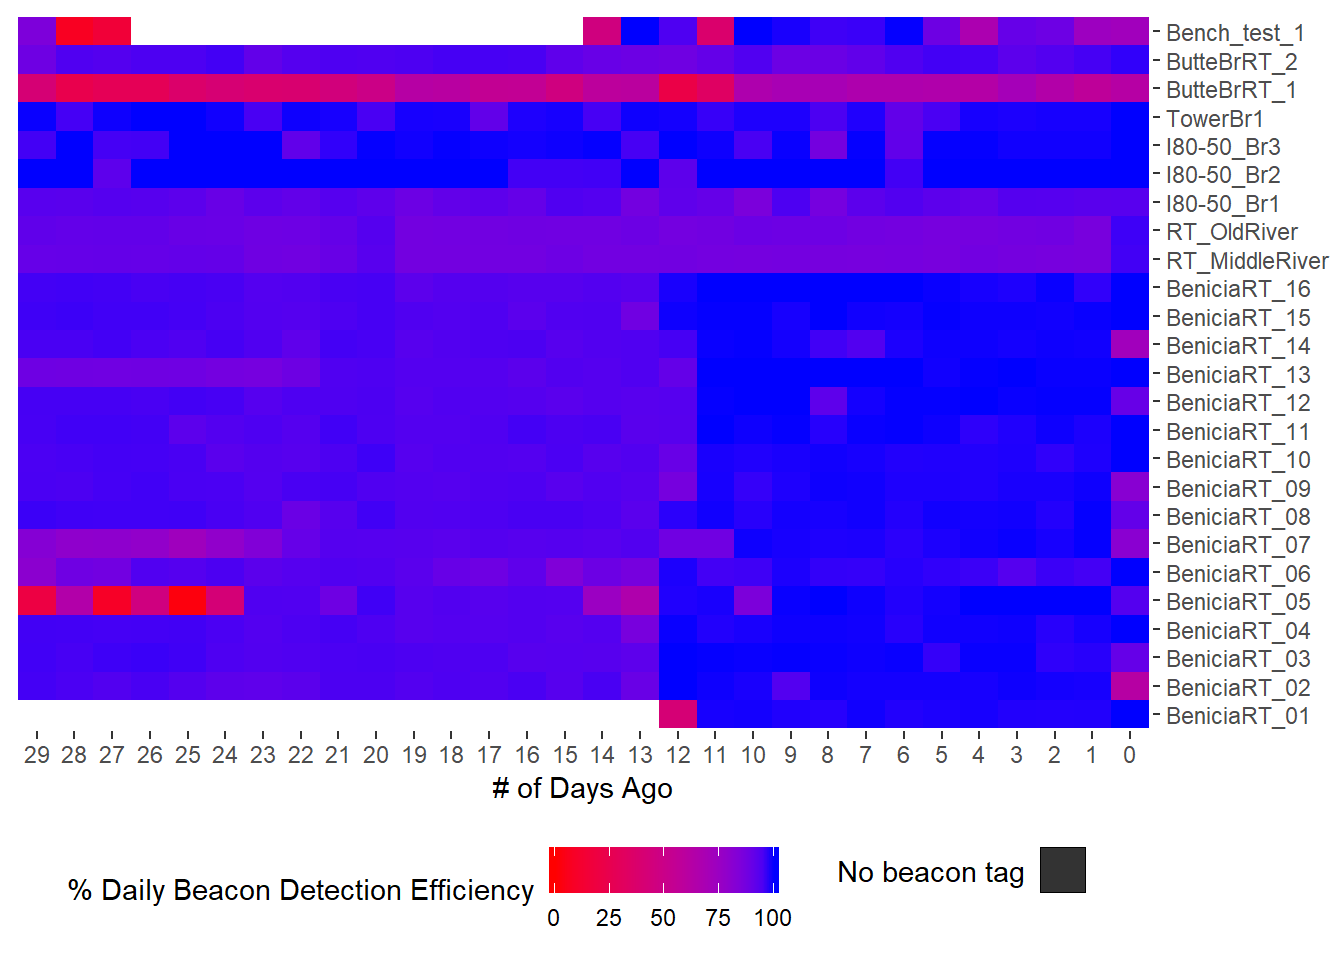 Bench_test_1
ButteBrRT_2
ButteBrRT_1
TowerBr1
I80-50_Br3
I80-50_Br2
I80-50_Br1
RT_OldRiver
RT_MiddleRiver
BeniciaRT_16
BeniciaRT_15
BeniciaRT_14
BeniciaRT_13
BeniciaRT_12
BeniciaRT_11
BeniciaRT_10
BeniciaRT_09
BeniciaRT_08
BeniciaRT_07
BeniciaRT_06
BeniciaRT_05
BeniciaRT_04
BeniciaRT_03
BeniciaRT_02
BeniciaRT_01
29 28 27 26 25 24 23 22 21 20 19 18 17 16 15 14 13 12 11 10 9 8 7 6 5 4 3 2 1 0
# of Days Ago
% Daily Beacon Detection Efficiency
0 25 50 75 100
No beacon tag